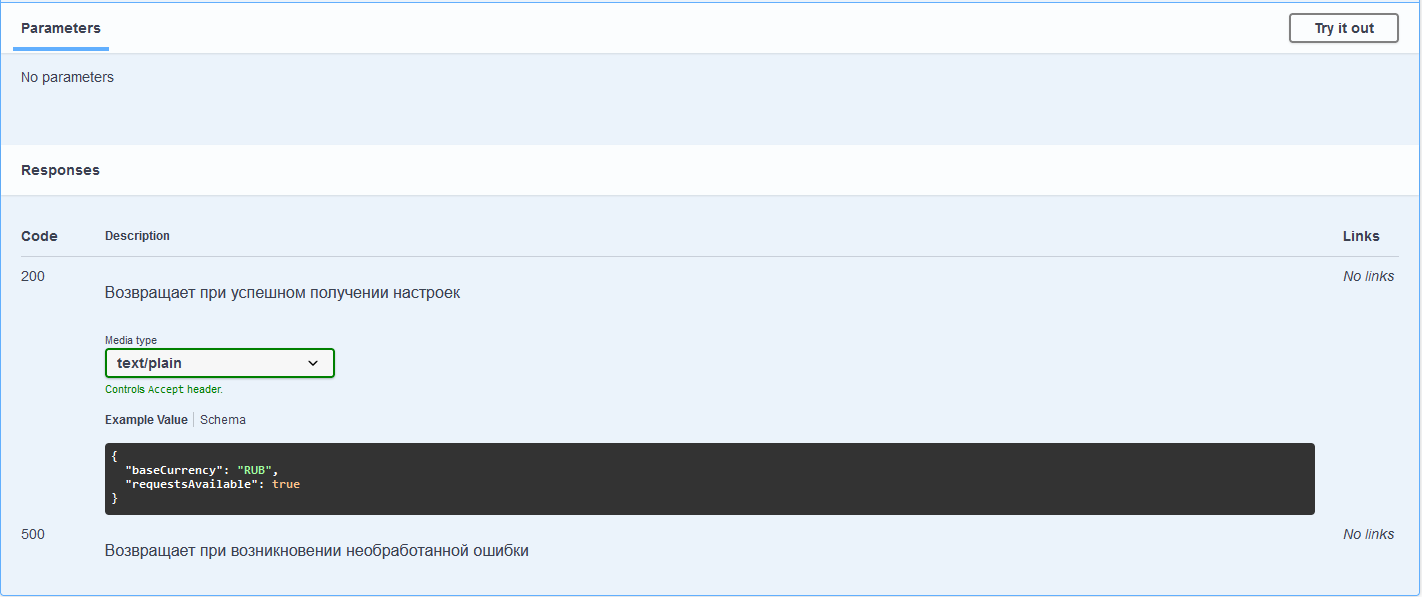 Parameters
Try it out
No parameters
Responses
Code Description Links
200 No links
Возвращает при успешном получении настроек
Media type
text/plain
Controls Accept header.
Example Value Schema
{
  "baseCurrency": "RUB",
  "requestsAvailable": true
}
500 No links
Возвращает при возникновении необработанной ошибки